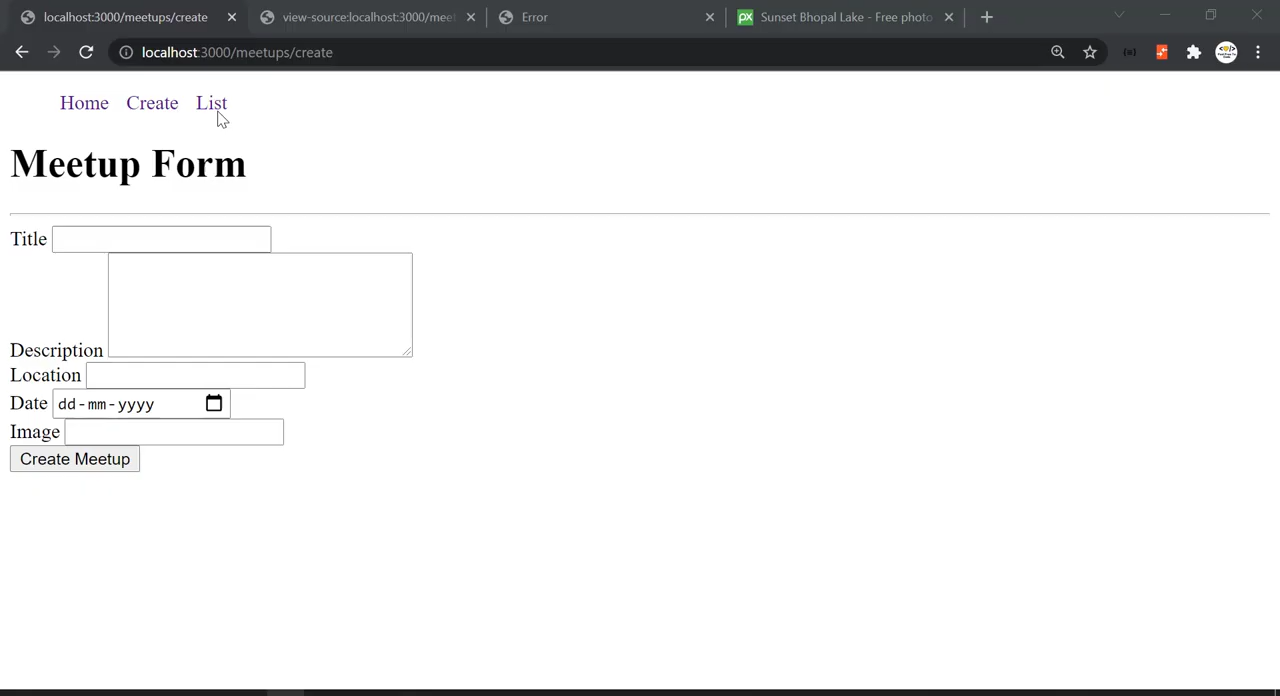 localhost:3000/meetups/create
view-source:localhost:3000/meet
Error
px Sunset Bhopal Lake - Free photo
localhost:3000/meetups/create
Home Create List
Meetup Form
Title
Description
Location
Date dd-mm-yyyy
Image
Create Meetup